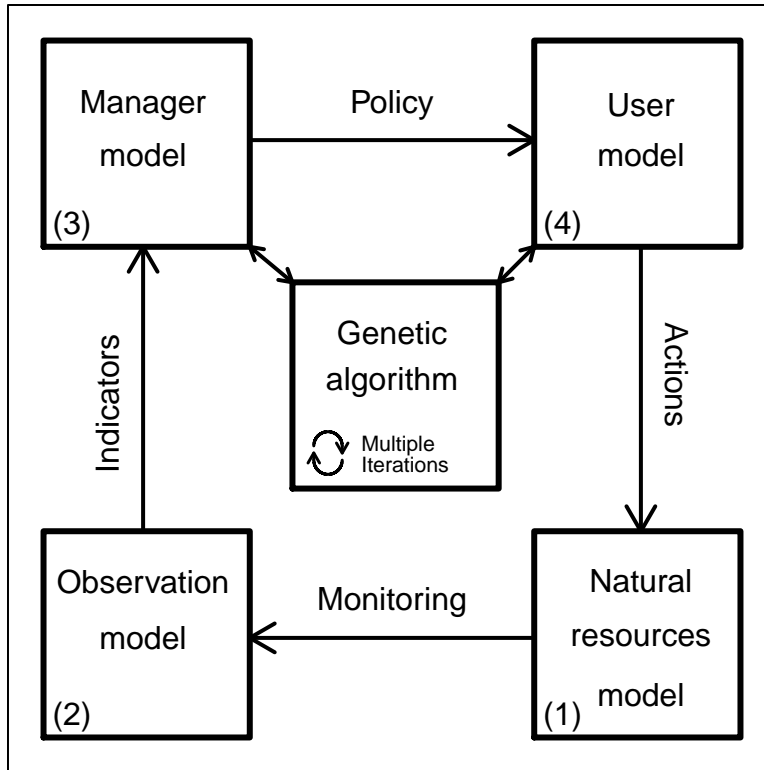 Manager
model
(3)
Policy
User
model
(4)
Genetic
algorithm
Multiple
Iterations
Indicators
Actions
Observation
model
(2)
Monitoring
Natural
resources
model
(1)